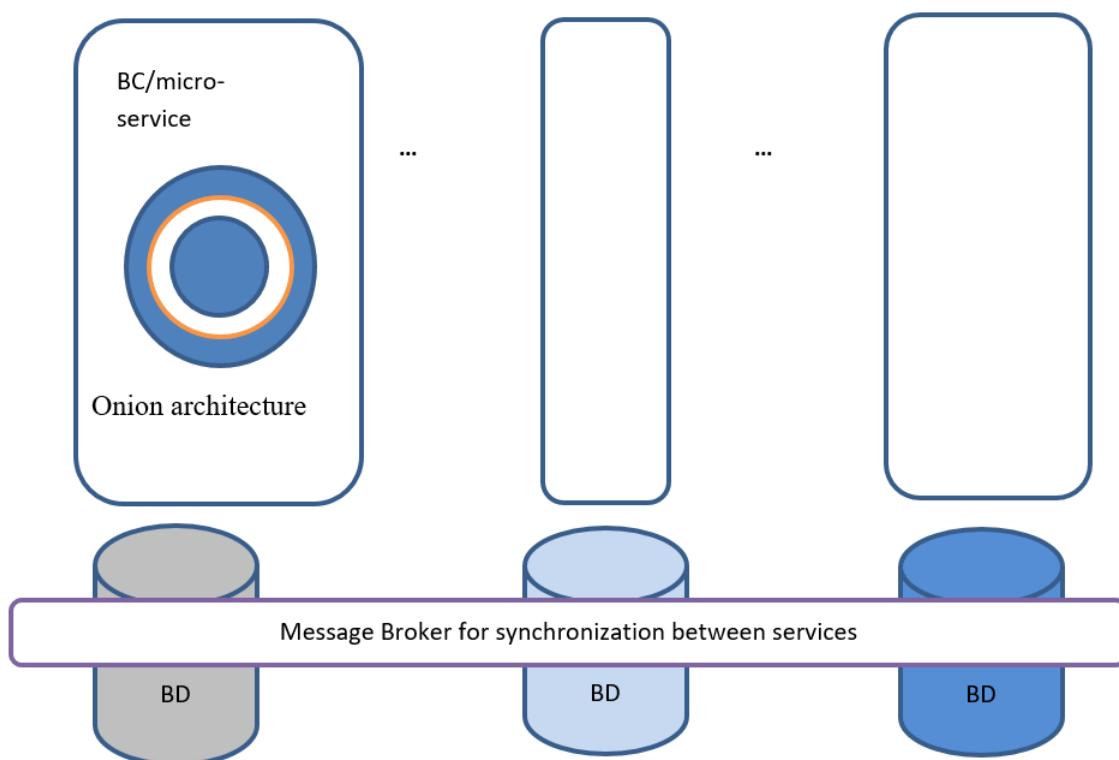 BC/micro-
service
...
...
Onion architecture
Message Broker for synchronization between services
BD
BD
BD